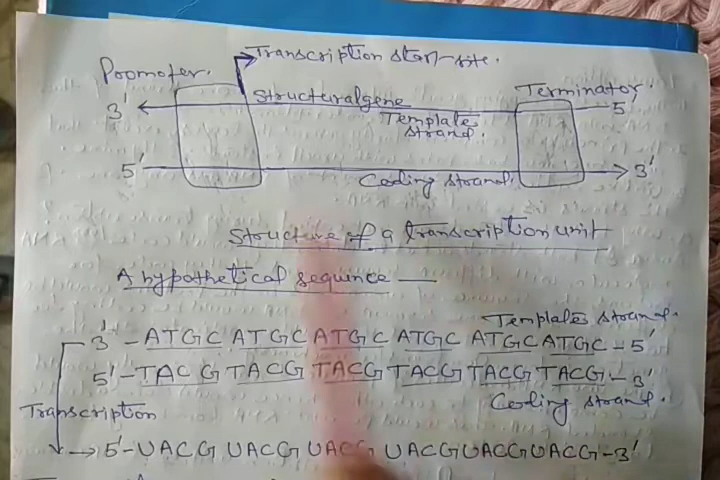 Transcription start-site.
Promoter.
Structuralgene
Terminator.
3'
5
Template
strand.
5'
3'
Coding strand.
Structure of a transcription unit
A hypothetical sequence —
Template strand.
3' - ATGC ATGC ATGC ATGC ATGC ATGC - 5'
5' - TACG TACG TACG TACG TACG TACG - 3'
Coding strand.
Transcription
5' - UACG UACG UACG UACG UACG UACG - 3'